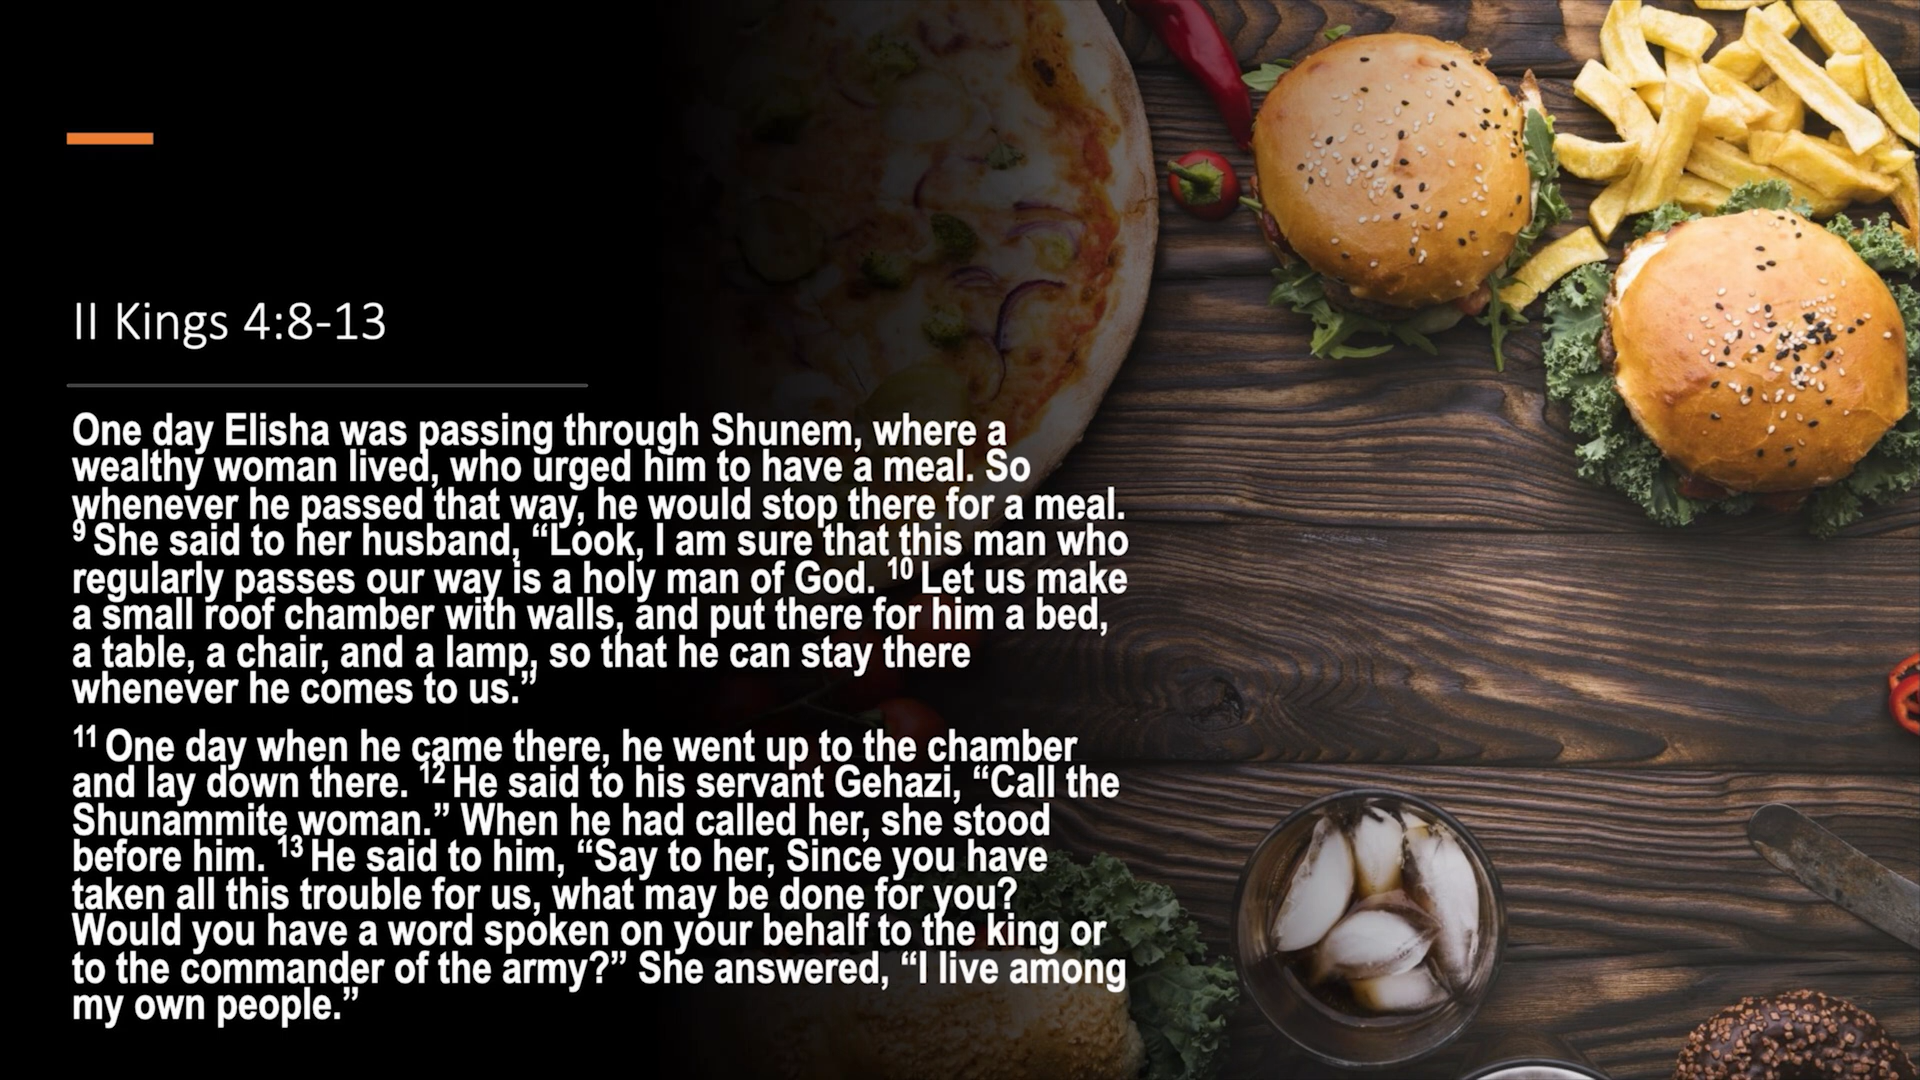 II Kings 4:8-13
One day Elisha was passing through Shunem, where a
wealthy woman lived, who urged him to have a meal. So
whenever he passed that way, he would stop there for a meal.
9 She said to her husband, “Look, I am sure that this man who
regularly passes our way is a holy man of God. 10 Let us make
a small roof chamber with walls, and put there for him a bed,
a table, a chair, and a lamp, so that he can stay there
whenever he comes to us.”
11 One day when he came there, he went up to the chamber
and lay down there. 12 He said to his servant Gehazi, “Call the
Shunammite woman.” When he had called her, she stood
before him. 13 He said to him, “Say to her, Since you have
taken all this trouble for us, what may be done for you?
Would you have a word spoken on your behalf to the king or
to the commander of the army?” She answered, “I live among
my own people.”